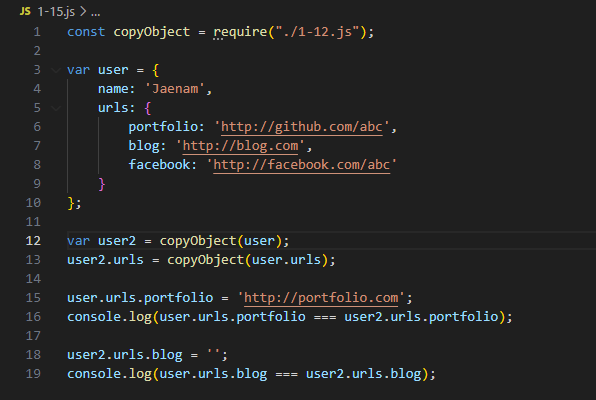 JS 1-15.js > ...
1 const copyObject = require("./1-12.js");
2
3 var user = {
4     name: 'Jaenam',
5     urls: {
6         portfolio: 'http://github.com/abc',
7         blog: 'http://blog.com',
8         facebook: 'http://facebook.com/abc'
9     }
10 };
11
12 var user2 = copyObject(user);
13 user2.urls = copyObject(user.urls);
14
15 user.urls.portfolio = 'http://portfolio.com';
16 console.log(user.urls.portfolio === user2.urls.portfolio);
17
18 user2.urls.blog = '';
19 console.log(user.urls.blog === user2.urls.blog);